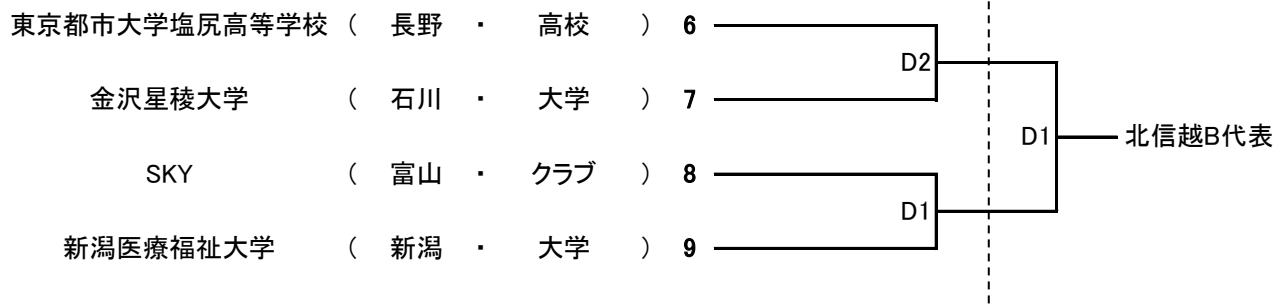 東京都市大学塩尻高等学校 ( 長野 ・ 高校 ) 6
D2
金沢星稜大学 ( 石川 ・ 大学 ) 7
D1 北信越B代表
SKY ( 富山 ・ クラブ ) 8
D1
新潟医療福祉大学 ( 新潟 ・ 大学 ) 9